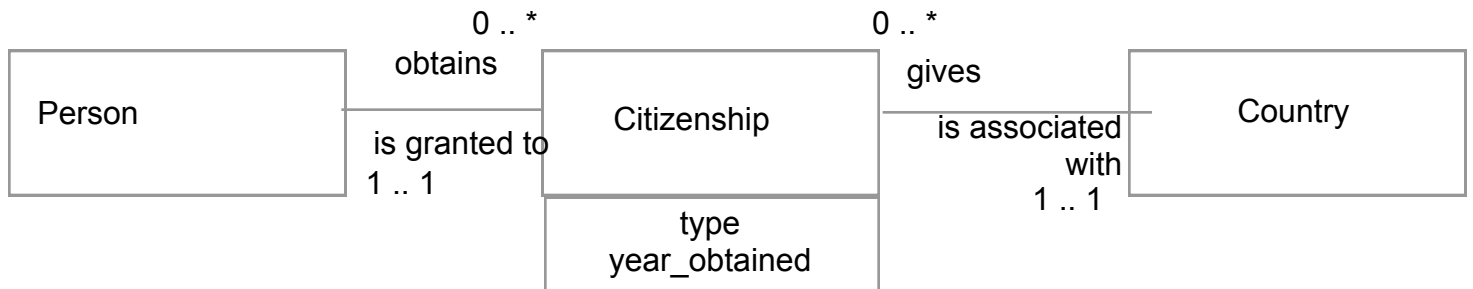 0 .. *
0 .. *
obtains
gives
Person
Citizenship
Country
is granted to
is associated
with
1 .. 1
1 .. 1
type
year_obtained